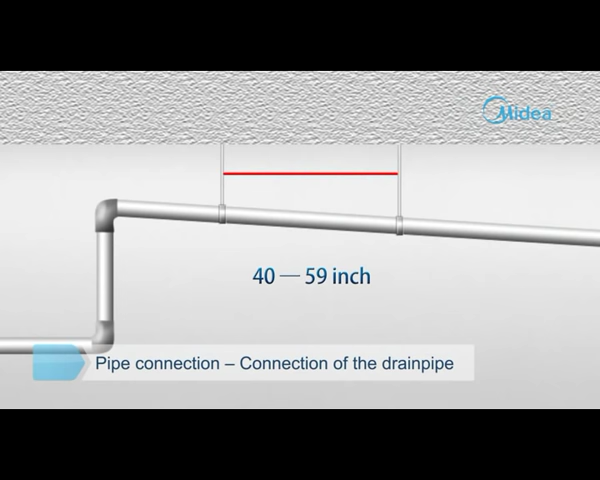 Midea
40 — 59 inch
Pipe connection – Connection of the drainpipe